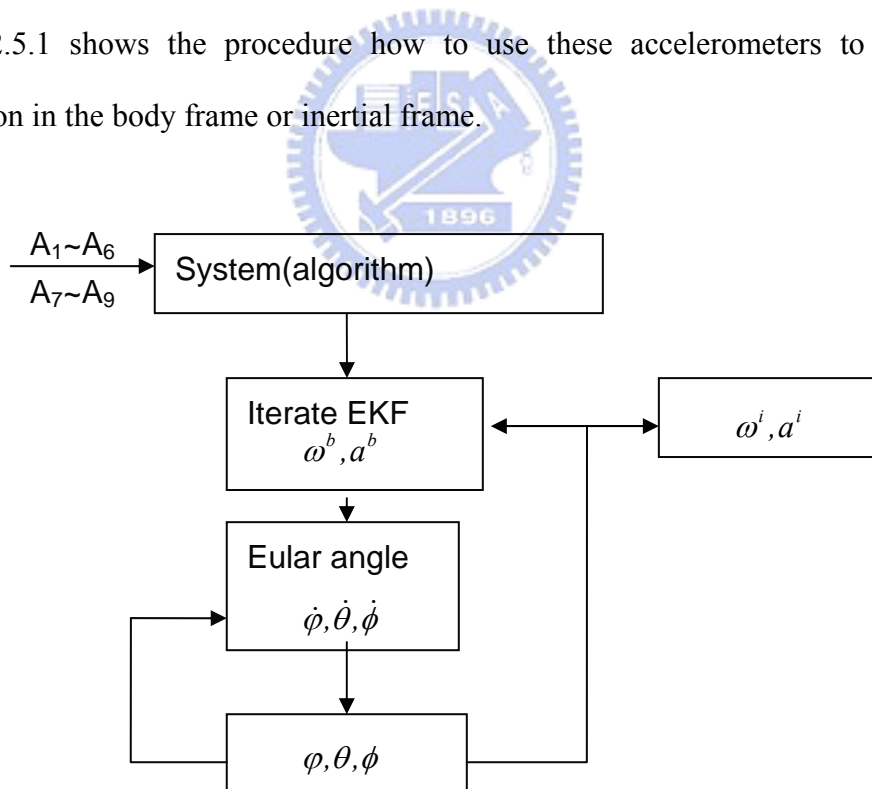 2.5.1 shows the procedure how to use these accelerometers to
on in the body frame or inertial frame.
E S A
1896
A₁~A₆
A₇~A₉
System(algorithm)
Iterate EKF
ωᵇ,aᵇ
ωⁱ,aⁱ
Eular angle
φ̇,θ̇,ϕ̇
φ,θ,ϕ